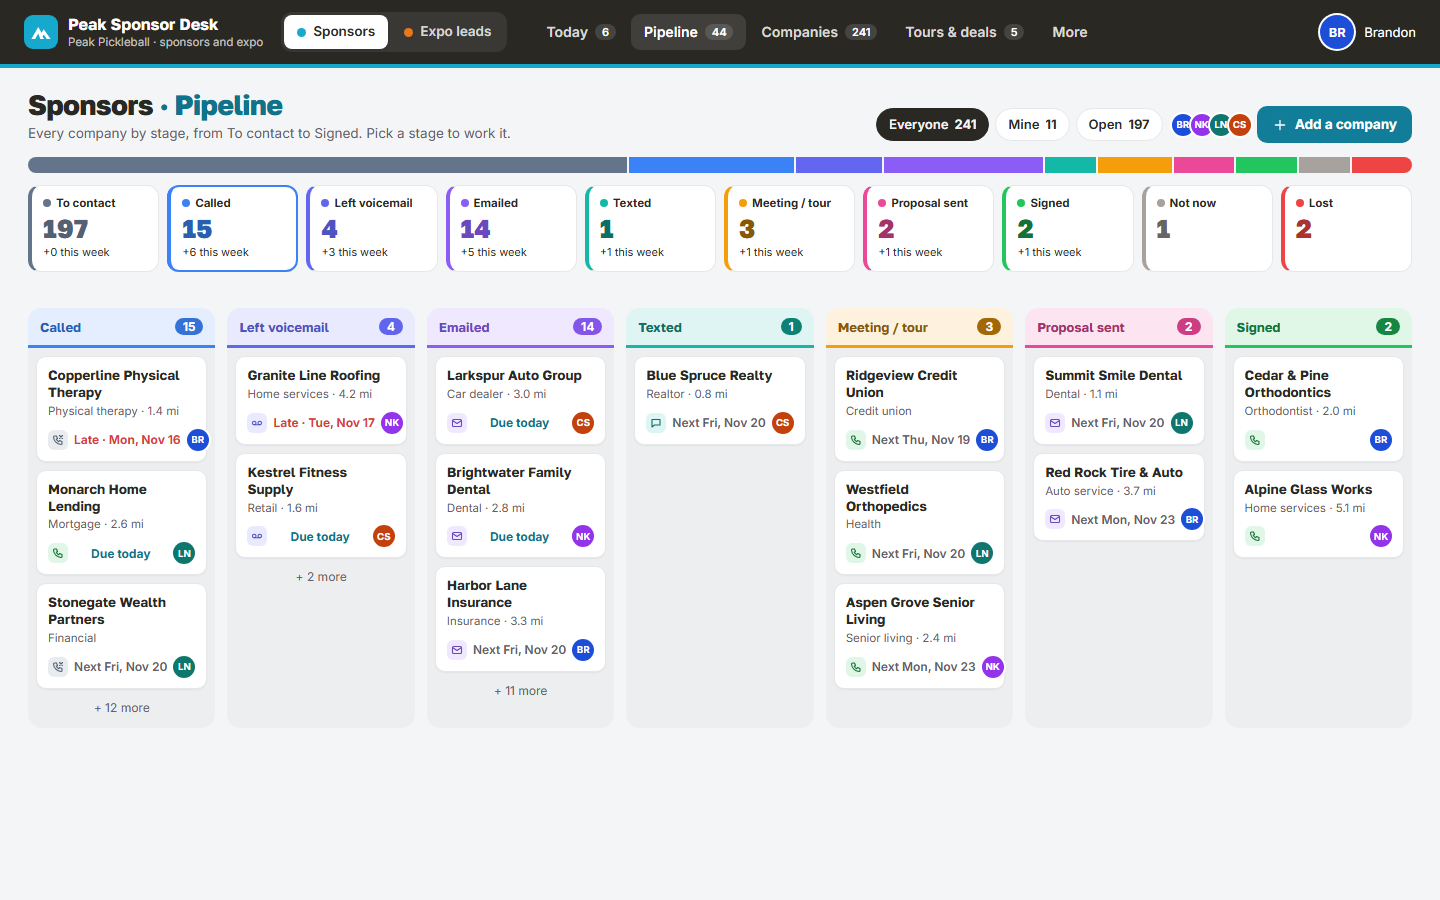 Peak Sponsor Desk
Peak Pickleball · sponsors and expo
Sponsors
Expo leads
Today 6
Pipeline 44
Companies 241
Tours & deals 5
More
BR
Brandon
Sponsors · Pipeline
Every company by stage, from To contact to Signed. Pick a stage to work it.
Everyone 241
Mine 11
Open 197
BR NK LN CS
+ Add a company
To contact
197
+0 this week
Called
15
+6 this week
Left voicemail
4
+3 this week
Emailed
14
+5 this week
Texted
1
+1 this week
Meeting / tour
3
+1 this week
Proposal sent
2
+1 this week
Signed
2
+1 this week
Not now
1
Lost
2
Called 15
Copperline Physical
Therapy
Physical therapy · 1.4 mi
Late · Mon, Nov 16 BR
Monarch Home
Lending
Mortgage · 2.6 mi
Due today LN
Stonegate Wealth
Partners
Financial
Next Fri, Nov 20 LN
+ 12 more
Left voicemail 4
Granite Line Roofing
Home services · 4.2 mi
Late · Tue, Nov 17 NK
Kestrel Fitness
Supply
Retail · 1.6 mi
Due today CS
+ 2 more
Emailed 14
Larkspur Auto Group
Car dealer · 3.0 mi
Due today CS
Brightwater Family
Dental
Dental · 2.8 mi
Due today NK
Harbor Lane
Insurance
Insurance · 3.3 mi
Next Fri, Nov 20 BR
+ 11 more
Texted 1
Blue Spruce Realty
Realtor · 0.8 mi
Next Fri, Nov 20 CS
Meeting / tour 3
Ridgeview Credit
Union
Credit union
Next Thu, Nov 19 BR
Westfield
Orthopedics
Health
Next Fri, Nov 20 LN
Aspen Grove Senior
Living
Senior living · 2.4 mi
Next Mon, Nov 23 NK
Proposal sent 2
Summit Smile Dental
Dental · 1.1 mi
Next Fri, Nov 20 LN
Red Rock Tire & Auto
Auto service · 3.7 mi
Next Mon, Nov 23 BR
Signed 2
Cedar & Pine
Orthodontics
Orthodontist · 2.0 mi
BR
Alpine Glass Works
Home services · 5.1 mi
NK